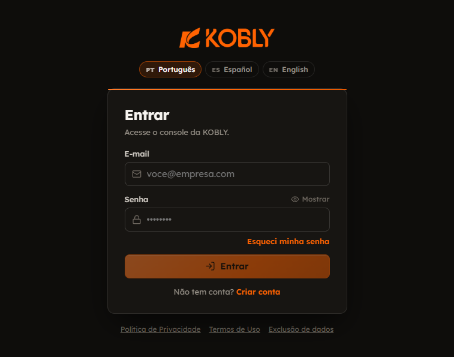 KOBLY
PT Português ES Español EN English
Entrar
Acesse o console da KOBLY.
E-mail
voce@empresa.com
Senha Mostrar
••••••••
Esqueci minha senha
Entrar
Não tem conta? Criar conta
Política de Privacidade Termos de Uso Exclusão de dados